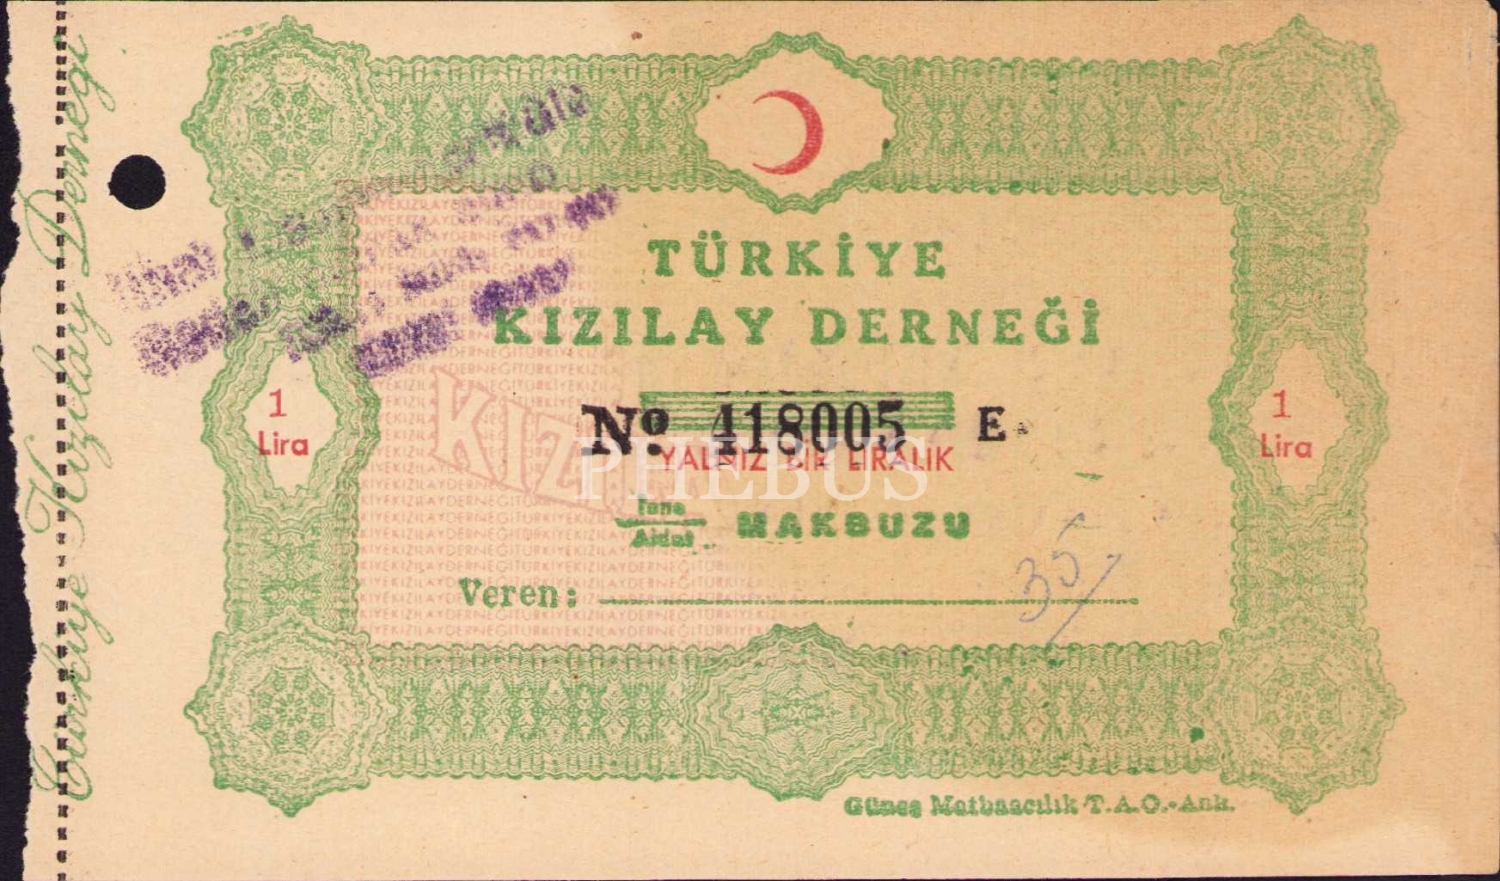 Türkiye Kızılay Derneği
TÜRKİYE
KIZILAY DERNEĞİ
1
Lira
1
Lira
No 418005 E
YALNIZ BİR LİRALIK
PHEBUS
İane
Aidat
MAKBUZU
Veren:
35
Güneş Matbaacılık T.A.O.-Ank.